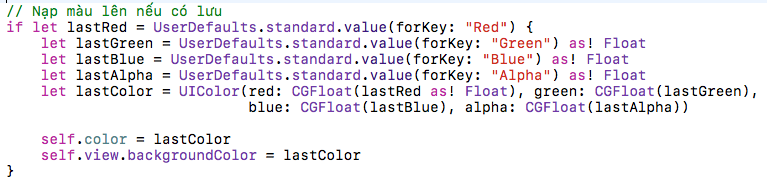 // Nạp màu lên nếu có lưu
if let lastRed = UserDefaults.standard.value(forKey: "Red") {
    let lastGreen = UserDefaults.standard.value(forKey: "Green") as! Float
    let lastBlue = UserDefaults.standard.value(forKey: "Blue") as! Float
    let lastAlpha = UserDefaults.standard.value(forKey: "Alpha") as! Float
    let lastColor = UIColor(red: CGFloat(lastRed as! Float), green: CGFloat(lastGreen),
                            blue: CGFloat(lastBlue), alpha: CGFloat(lastAlpha))
    self.color = lastColor
    self.view.backgroundColor = lastColor
}